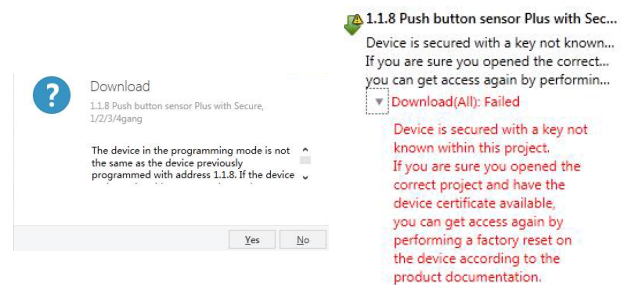 Download
1.1.8 Push button sensor Plus with Secure,
1/2/3/4gang
The device in the programming mode is not
the same as the device previously
programmed with address 1.1.8. If the device
Yes
No
1.1.8 Push button sensor Plus with Sec...
Device is secured with a key not known...
If you are sure you opened the correct...
you can get access again by performin...
Download(All): Failed
Device is secured with a key not
known within this project.
If you are sure you opened the
correct project and have the
device certificate available,
you can get access again by
performing a factory reset on
the device according to the
product documentation.